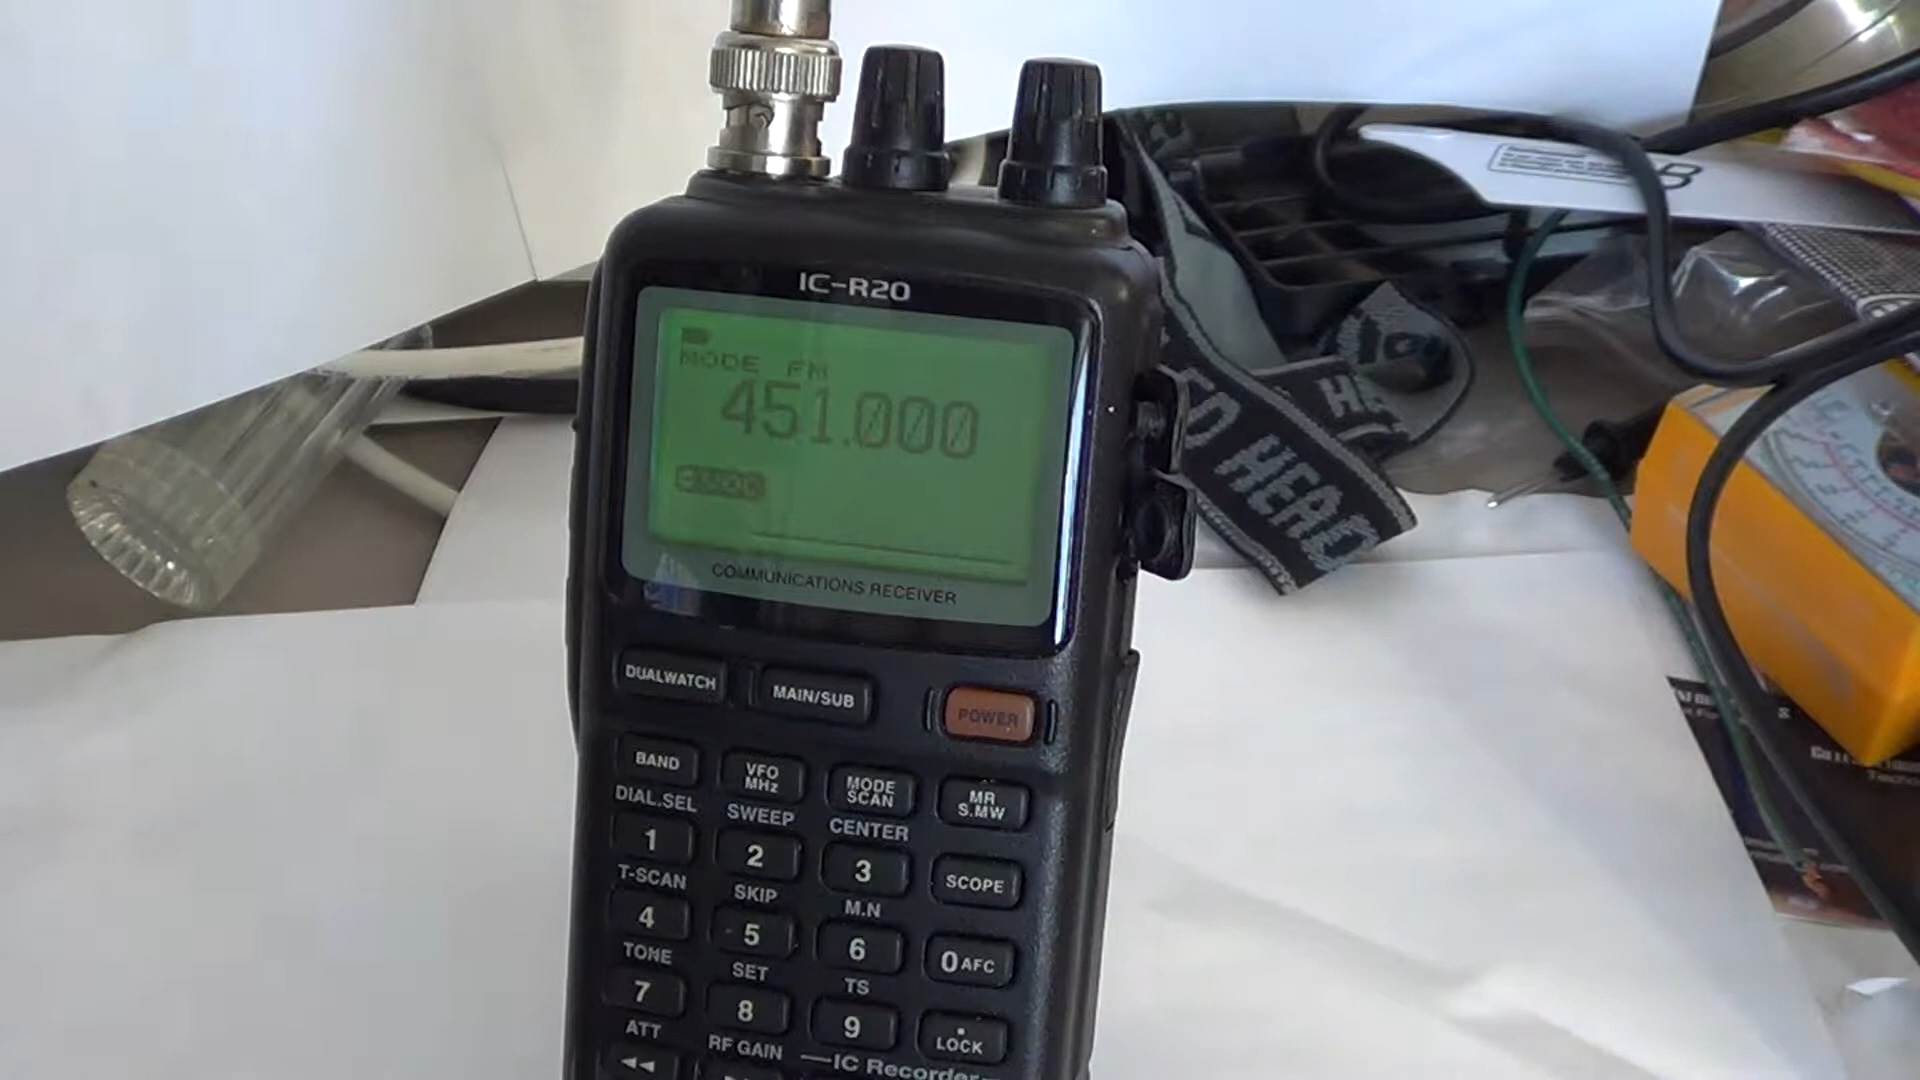 B
IC-R20
MODE FM
451.000
COMMUNICATIONS RECEIVER
HEAD
DUALWATCH
MAIN/SUB
POWER
BAND
VFO
MHz
MODE
SCAN
MR
S.MW
DIAL.SEL
SWEEP
CENTER
1
2
3
SCOPE
T-SCAN
SKIP
M.N
4
5
6
0 AFC
TONE
SET
TS
7
8
9
.
LOCK
ATT
RF GAIN
IC Recorder
◄◄